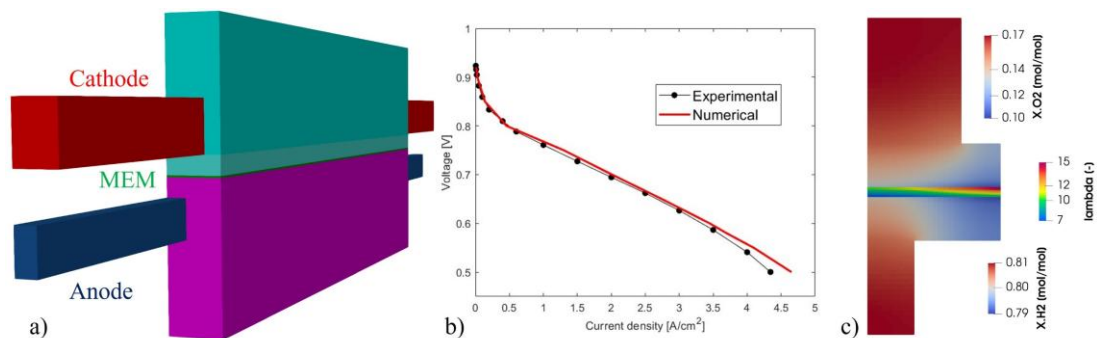 Cathode
MEM
Anode
a)
1
0.9
0.8
0.7
0.6
0.5
Voltage [V]
Experimental
Numerical
0 0.5 1 1.5 2 2.5 3 3.5 4 4.5 5
Current density [A/cm²]
b)
0.17
0.14
0.12
0.10
X.O2 (mol/mol)
15
12
10
7
lambda (-)
0.81
0.80
0.80
0.79
X.H2 (mol/mol)
c)